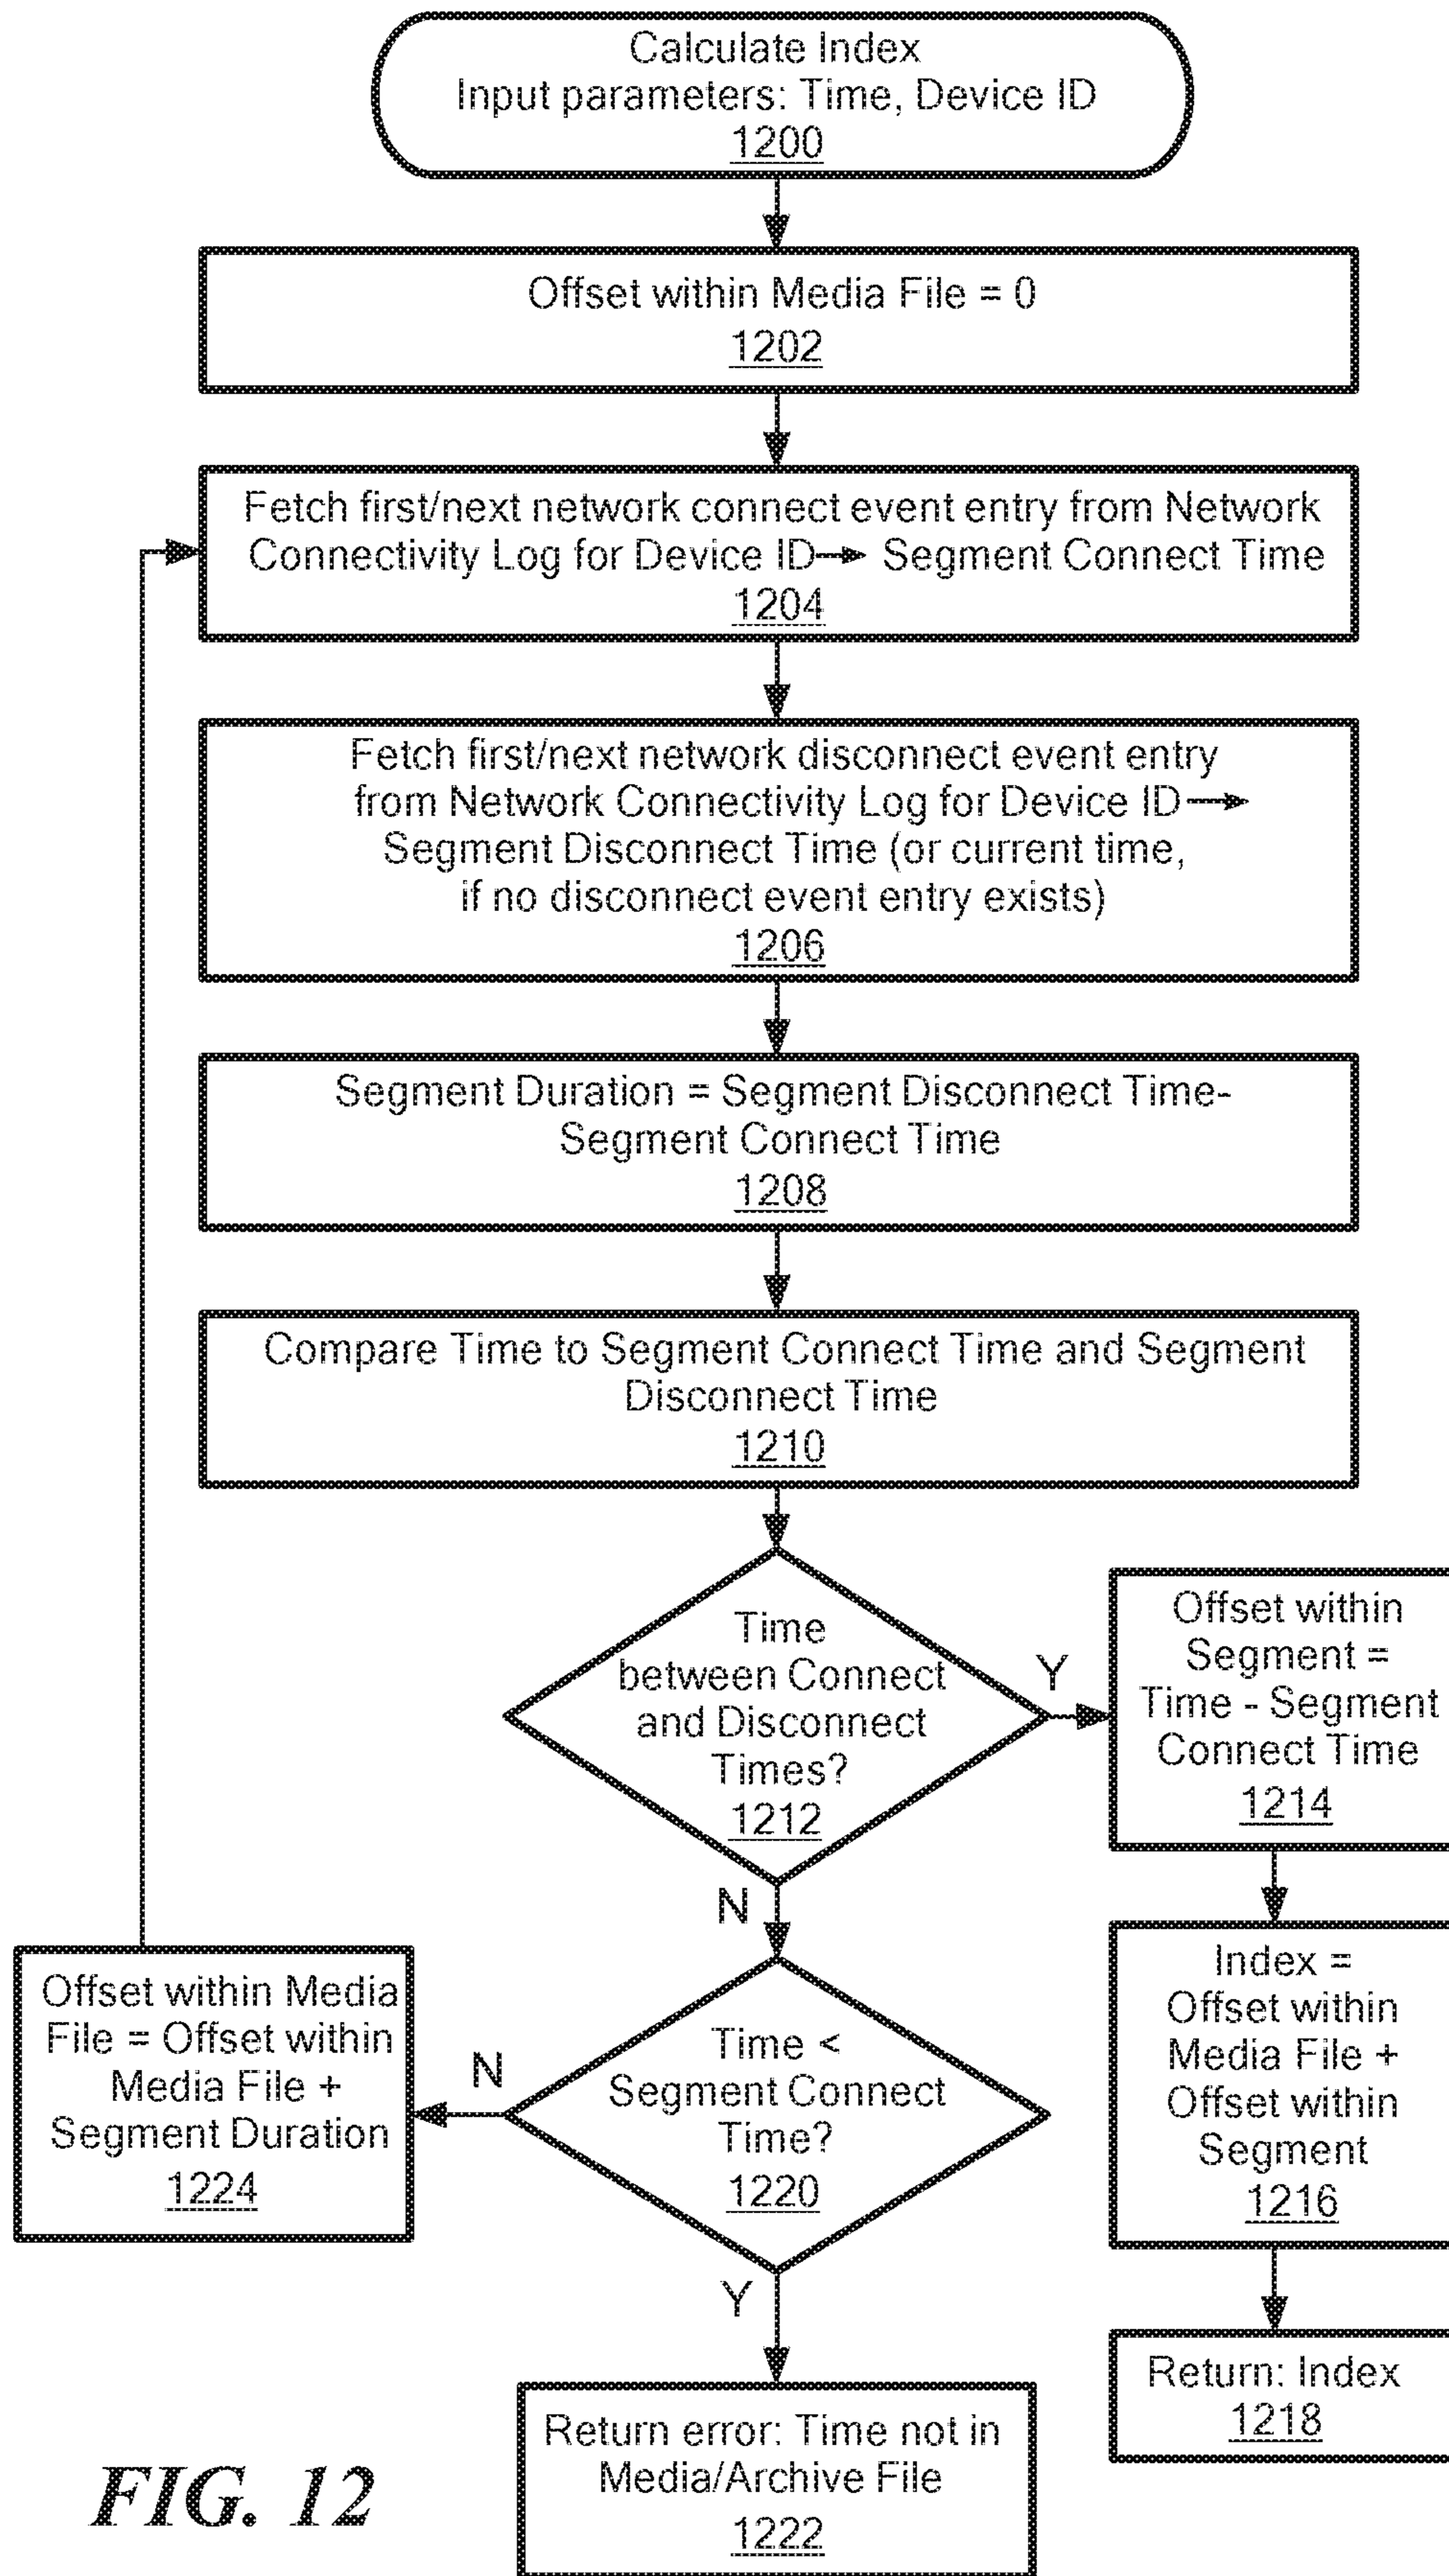 Calculate Index
Input parameters: Time, Device ID
1200
Offset within Media File = 0
1202
Fetch first/next network connect event entry from Network
Connectivity Log for Device ID→ Segment Connect Time
1204
Fetch first/next network disconnect event entry
from Network Connectivity Log for Device ID→
Segment Disconnect Time (or current time,
if no disconnect event entry exists)
1206
Segment Duration = Segment Disconnect Time-
Segment Connect Time
1208
Compare Time to Segment Connect Time and Segment
Disconnect Time
1210
Time
between Connect
and Disconnect
Times?
1212
Y
Offset within
Segment =
Time - Segment
Connect Time
1214
N
Index =
Offset within
Media File +
Offset within
Segment
1216
Return: Index
1218
Time <
Segment Connect
Time?
1220
N
Offset within Media
File = Offset within
Media File +
Segment Duration
1224
Y
Return error: Time not in
Media/Archive File
1222
FIG. 12